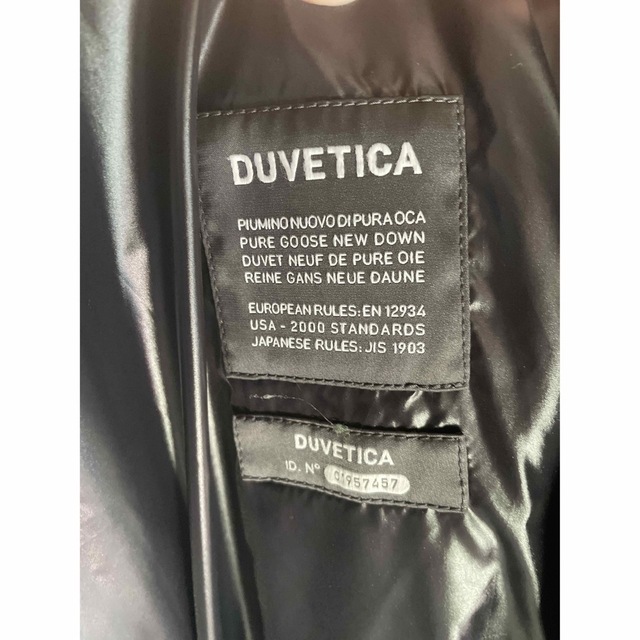 DUVETICA
PIUMINO NUOVO DI PURA OCA
PURE GOOSE NEW DOWN
DUVET NEUF DE PURE OIE
REINE GANS NEUE DAUNE
EUROPEAN RULES: EN 12934
USA - 2000 STANDARDS
JAPANESE RULES: JIS 1903
DUVETICA
ID. N° 01957457